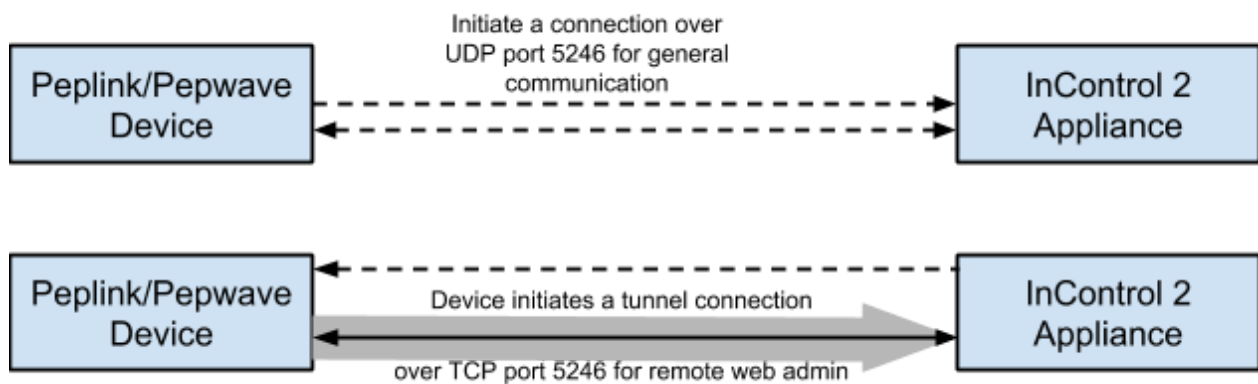 Initiate a connection over
UDP port 5246 for general
communication
Peplink/Pepwave
Device
InControl 2
Appliance
Peplink/Pepwave
Device
Device initiates a tunnel connection
over TCP port 5246 for remote web admin
InControl 2
Appliance